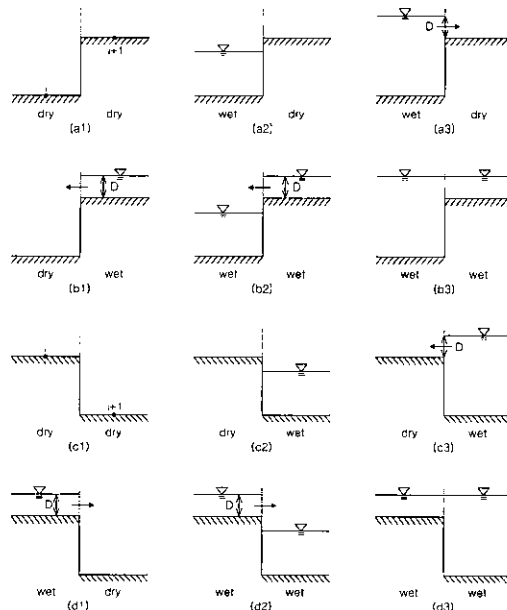 D
i+1
dry dry wet dry wet dry
(a1) (a2) (a3)
D D
dry wet wet wet wet wet
(b1) (b2) (b3)
D
i+1
dry dry dry wet dry wet
(c1) (c2) (c3)
D D
wet dry wet wet wet wet
(d1) (d2) (d3)